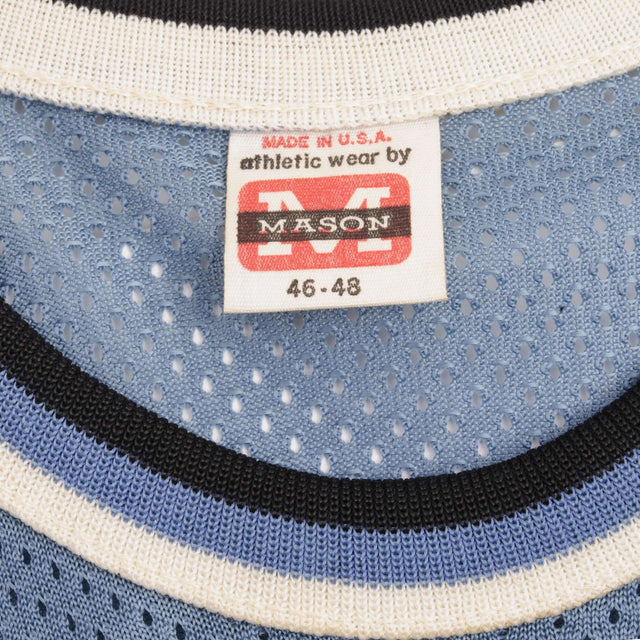 MADE IN U.S.A.
athletic wear by
M
MASON
46-48